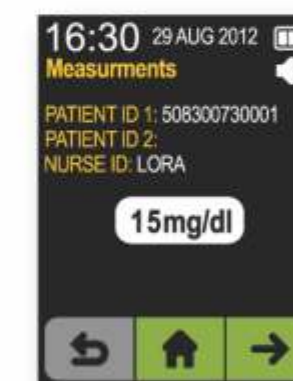 16:30 29 AUG 2012
Measurments
PATIENT ID 1: 508300730001
PATIENT ID 2:
NURSE ID: LORA
15mg/dl